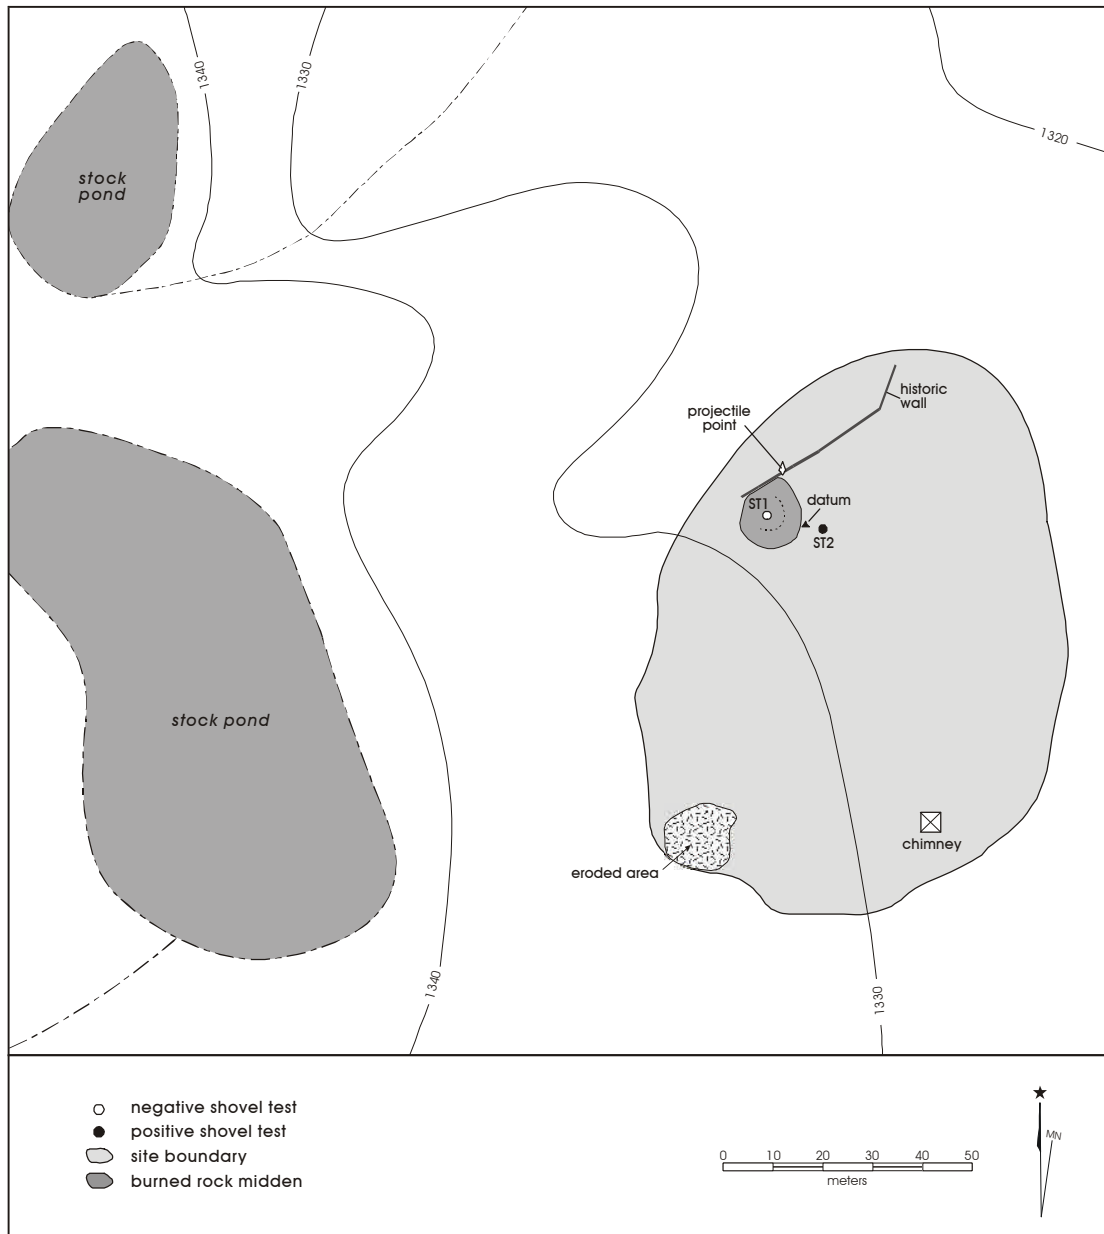 1340
1330
1320
stock
pond
historic
wall
projectile
point
ST1
datum
ST2
stock pond
chimney
eroded area
1340
1330
negative shovel test
positive shovel test
site boundary
burned rock midden
0 10 20 30 40 50
meters
MN